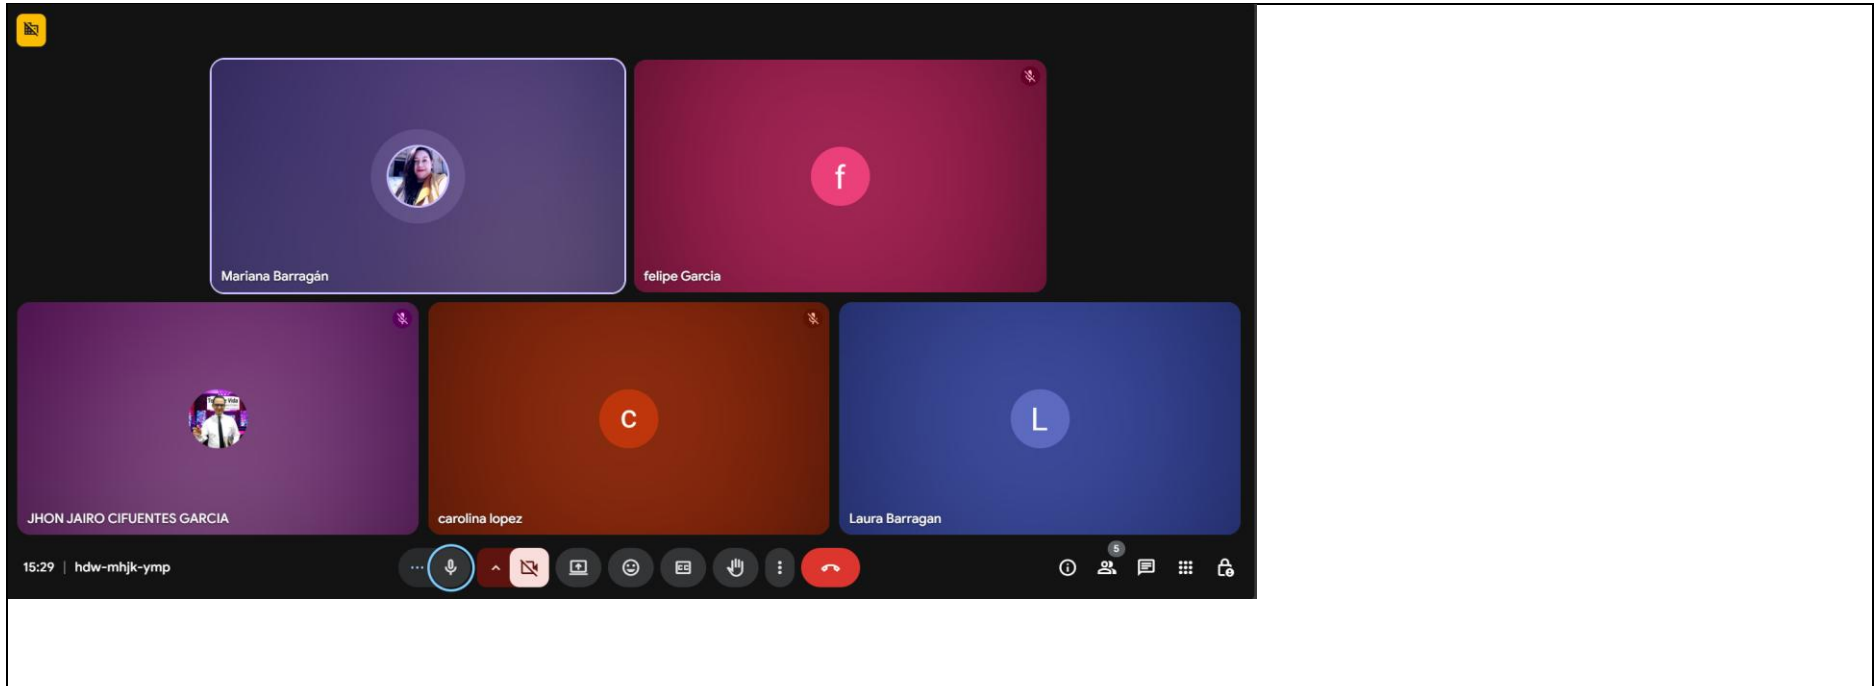 Mariana Barragán
f
felipe Garcia
JHON JAIRO CIFUENTES GARCIA
c
carolina lopez
L
Laura Barragan
15:29 | hdw-mhjk-ymp
5